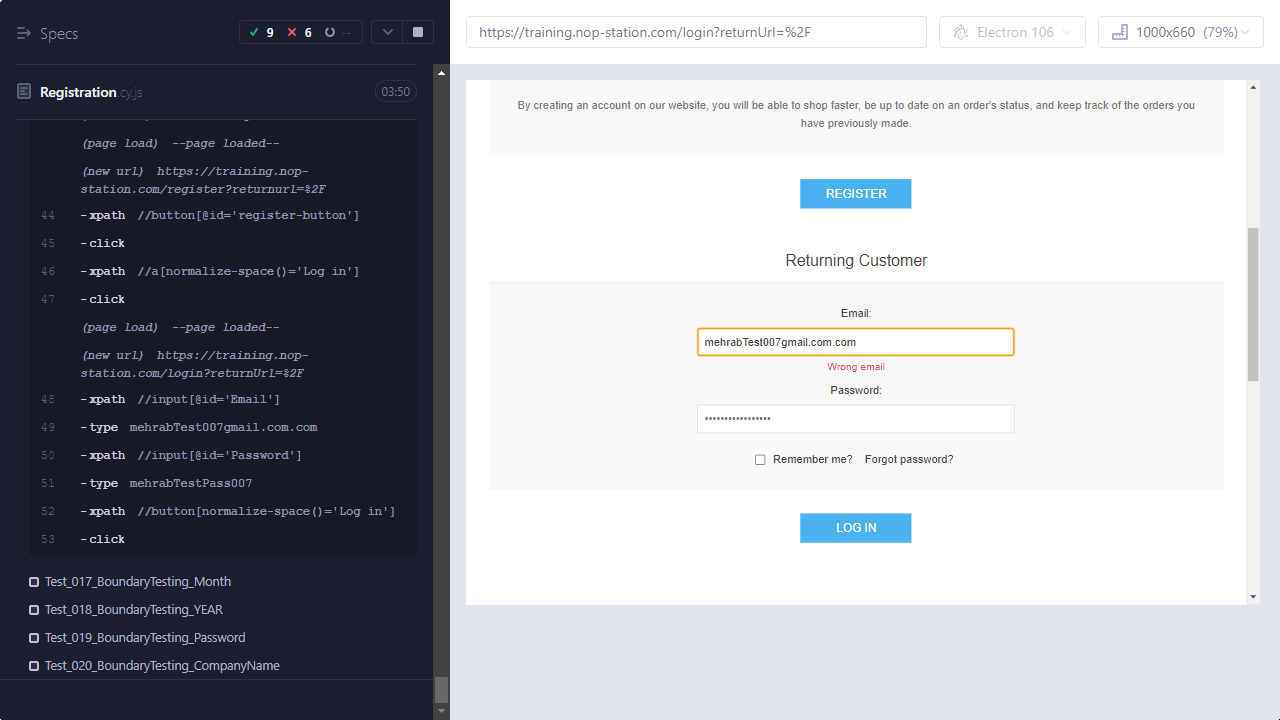 Specs
9
6
--
https://training.nop-station.com/login?returnUrl=%2F
Electron 106
1000x660 (79%)
Registration.cy.js
03:50
(page load) --page loaded--
(new url) https://training.nop-
station.com/register?returnurl=%2F
44 -xpath //button[@id='register-button']
45 -click
46 -xpath //a[normalize-space()='Log in']
47 -click
(page load) --page loaded--
(new url) https://training.nop-
station.com/login?returnUrl=%2F
48 -xpath //input[@id='Email']
49 -type mehrabTest007gmail.com.com
50 -xpath //input[@id='Password']
51 -type mehrabTestPass007
52 -xpath //button[normalize-space()='Log in']
53 -click
Test_017_BoundaryTesting_Month
Test_018_BoundaryTesting_YEAR
Test_019_BoundaryTesting_Password
Test_020_BoundaryTesting_CompanyName
By creating an account on our website, you will be able to shop faster, be up to date on an order's status, and keep track of the orders you
have previously made.
REGISTER
Returning Customer
Email:
mehrabTest007gmail.com.com
Wrong email
Password:
•••••••••••••••••
Remember me? Forgot password?
LOG IN